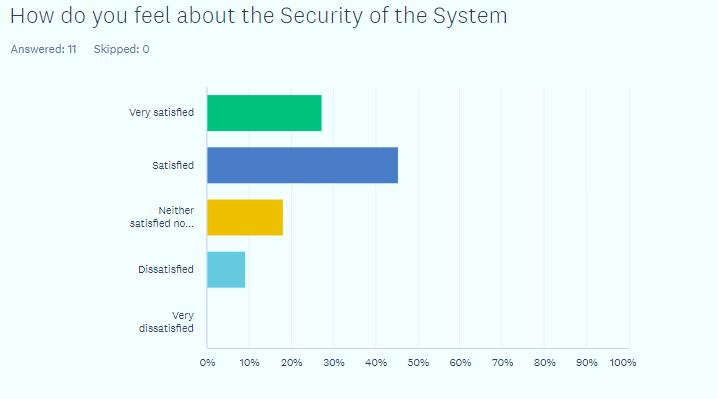 How do you feel about the Security of the System
Answered: 11 Skipped: 0
Very satisfied
Satisfied
Neither
satisfied no...
Dissatisfied
Very
dissatisfied
0% 10% 20% 30% 40% 50% 60% 70% 80% 90% 100%